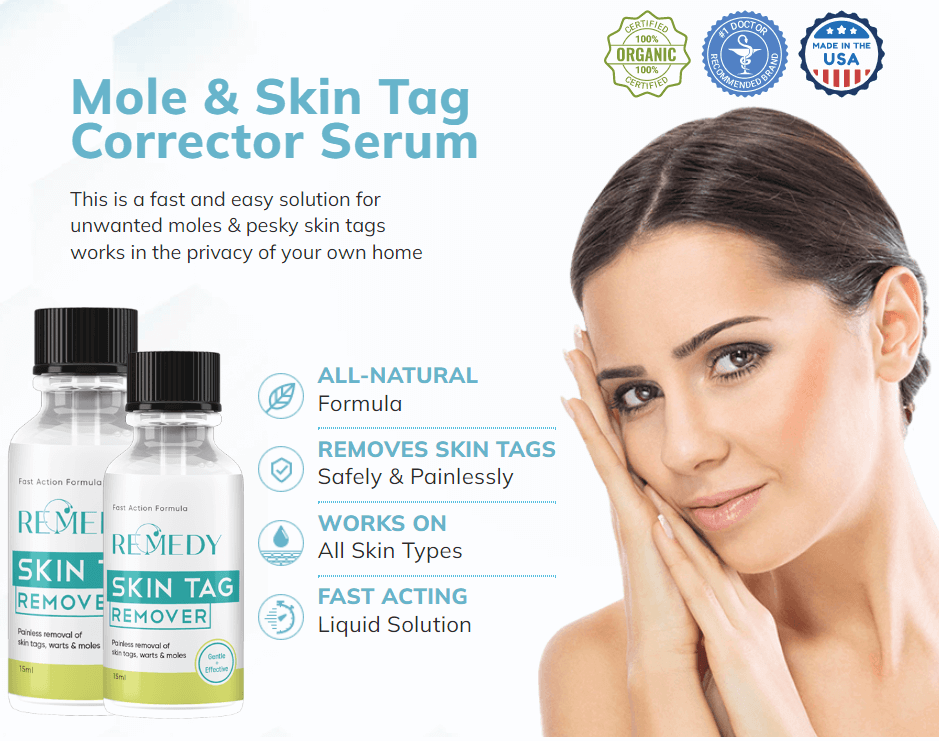 CERTIFIED
100%
ORGANIC
100%
CERTIFIED
#1 DOCTOR
RECOMMENDED BRAND
MADE IN THE
USA
Mole & Skin Tag
Corrector Serum
This is a fast and easy solution for
unwanted moles & pesky skin tags
works in the privacy of your own home
ALL-NATURAL
Formula
REMOVES SKIN TAGS
Safely & Painlessly
WORKS ON
All Skin Types
FAST ACTING
Liquid Solution
Fast Action Formula
REME
SKIN T
REMOVE
Painless removal of
skin tags, warts & moles
15ml
Fast Action Formula
REMEDY
SKIN TAG
REMOVER
Painless removal of
skin tags, warts & moles
Gentle
+
Effective
15ml